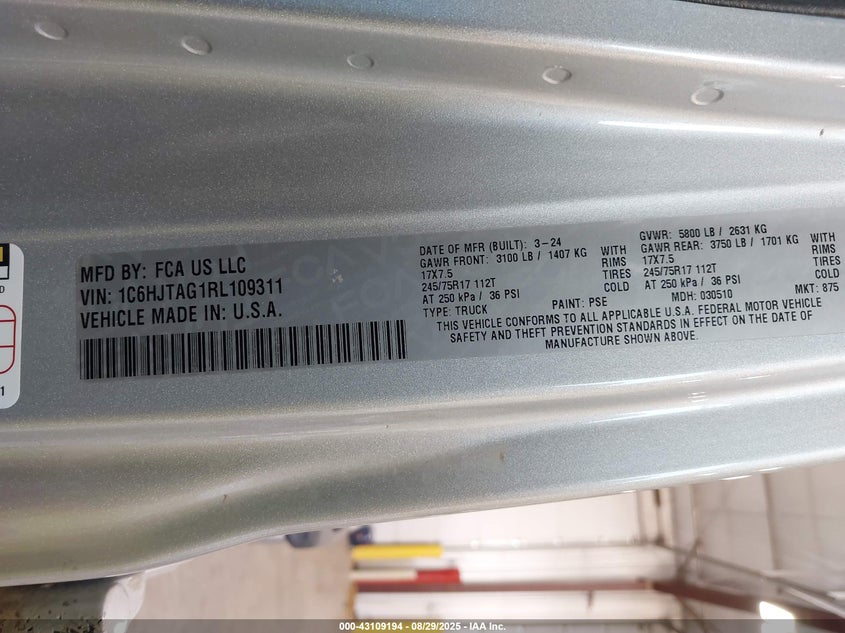 MFD BY: FCA US LLC
VIN: 1C6HJTAG1RL109311
VEHICLE MADE IN: U.S.A.
DATE OF MFR (BUILT): 3-24
GAWR FRONT: 3100 LB / 1407 KG WITH
17X7.5 RIMS
245/75R17 112T TIRES
AT 250 kPa / 36 PSI COLD
TYPE: TRUCK
GVWR: 5800 LB / 2631 KG
GAWR REAR: 3750 LB / 1701 KG WITH
17X7.5 RIMS
245/75R17 112T TIRES
AT 250 kPa / 36 PSI COLD
PAINT: PSE MDH: 030510 MKT: 875
THIS VEHICLE CONFORMS TO ALL APPLICABLE U.S.A. FEDERAL MOTOR VEHICLE
SAFETY AND THEFT PREVENTION STANDARDS IN EFFECT ON THE DATE OF
MANUFACTURE SHOWN ABOVE.
D
1
000-43109194 - 08/29/2025 - IAA Inc.